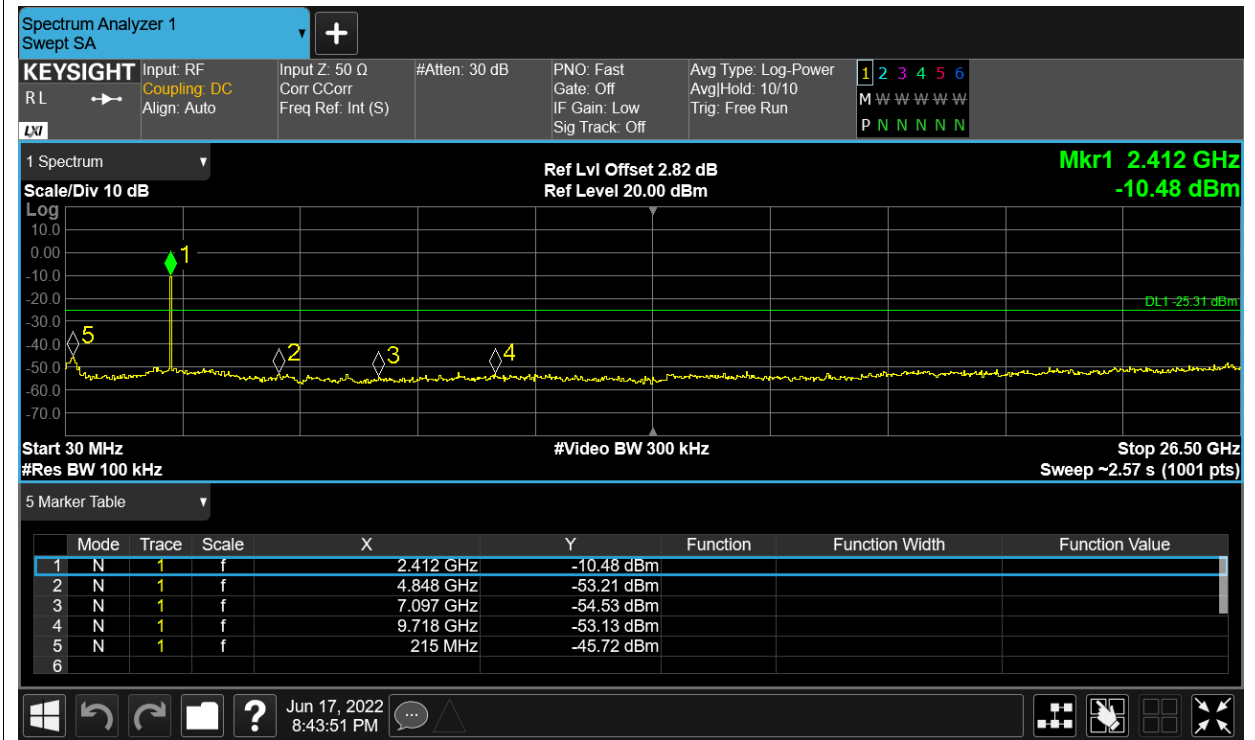 Spectrum Analyzer 1
Swept SA
+
KEYSIGHT Input: RF Input Z: 50 Ω #Atten: 30 dB PNO: Fast Avg Type: Log-Power 1 2 3 4 5 6
R L Coupling: DC Corr CCorr Gate: Off Avg|Hold: 10/10 M W W W W W
Align: Auto Freq Ref: Int (S) IF Gain: Low Trig: Free Run
LXI Sig Track: Off P N N N N N
1 Spectrum Ref Lvl Offset 2.82 dB Mkr1 2.412 GHz
Scale/Div 10 dB Ref Level 20.00 dBm -10.48 dBm
Log
10.0
0.00 1
-10.0
-20.0 DL1 -25.31 dBm
-30.0
-40.0 5 2 3 4
-50.0
-60.0
-70.0
Start 30 MHz #Video BW 300 kHz Stop 26.50 GHz
#Res BW 100 kHz Sweep ~2.57 s (1001 pts)
5 Marker Table
Mode Trace Scale X Y Function Function Width Function Value
1 N 1 f 2.412 GHz -10.48 dBm
2 N 1 f 4.848 GHz -53.21 dBm
3 N 1 f 7.097 GHz -54.53 dBm
4 N 1 f 9.718 GHz -53.13 dBm
5 N 1 f 215 MHz -45.72 dBm
6
? Jun 17, 2022
8:43:51 PM